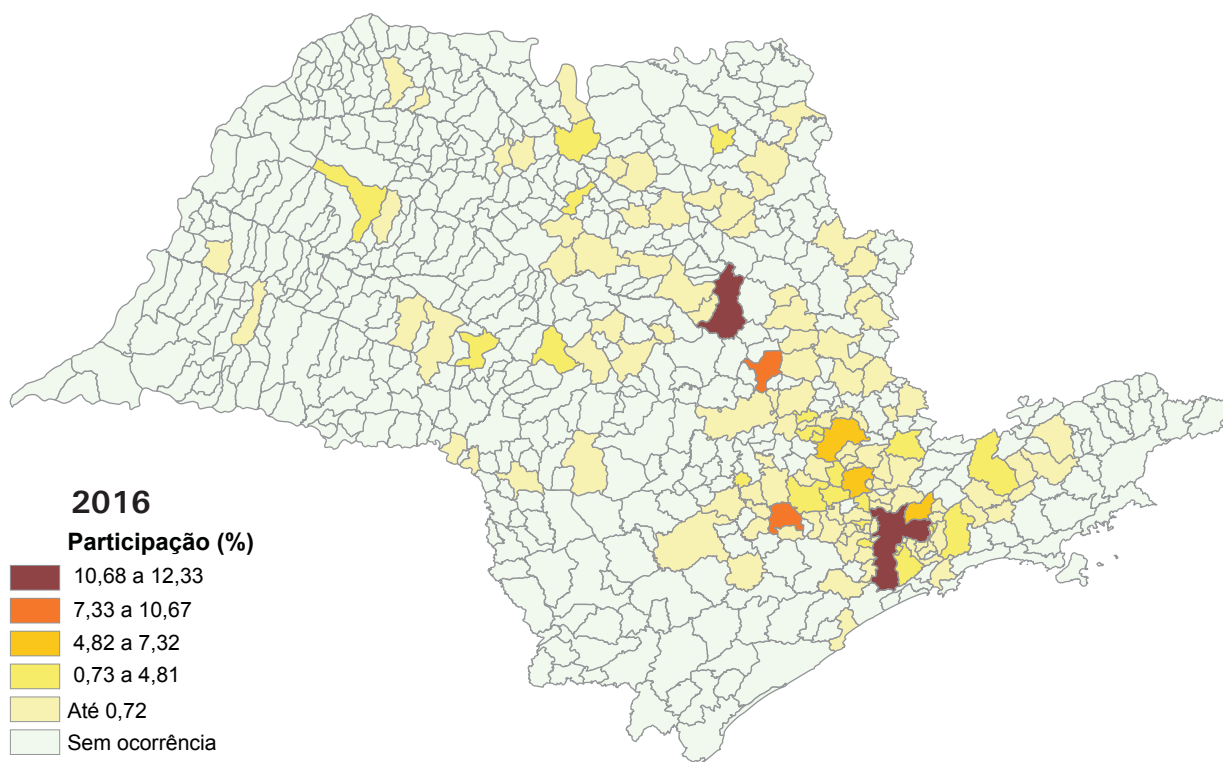 2016
Participação (%)
10,68 a 12,33
7,33 a 10,67
4,82 a 7,32
0,73 a 4,81
Até 0,72
Sem ocorrência